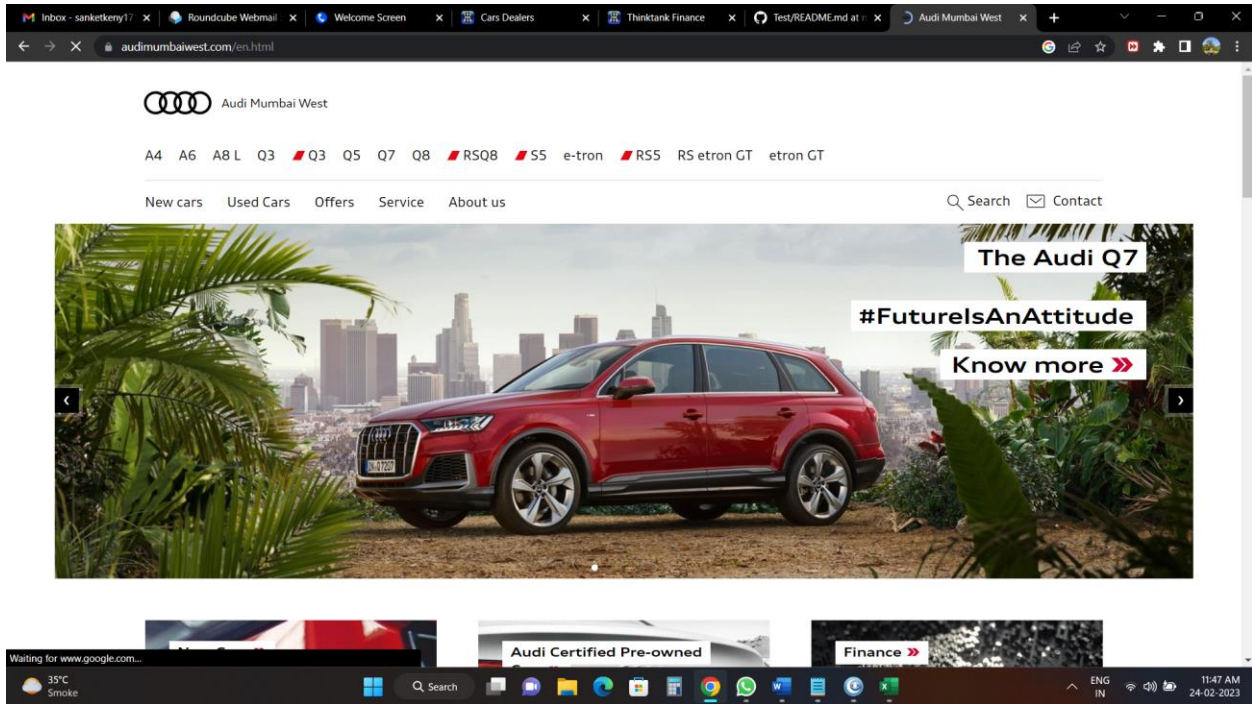 Inbox - sanketkeny17
Roundcube Webmail
Welcome Screen
Cars Dealers
Thinktank Finance
Test/README.md at
Audi Mumbai West
audimumbaiwest.com/en.html
Audi Mumbai West
A4 A6 A8 L Q3 Q3 Q5 Q7 Q8 RSQ8 S5 e-tron RS5 RS etron GT etron GT
New cars Used Cars Offers Service About us Search Contact
The Audi Q7
#FutureIsAnAttitude
Know more »
Audi Certified Pre-owned
Finance »
Waiting for www.google.com...
35°C
Smoke
Search
ENG
IN
11:47 AM
24-02-2023